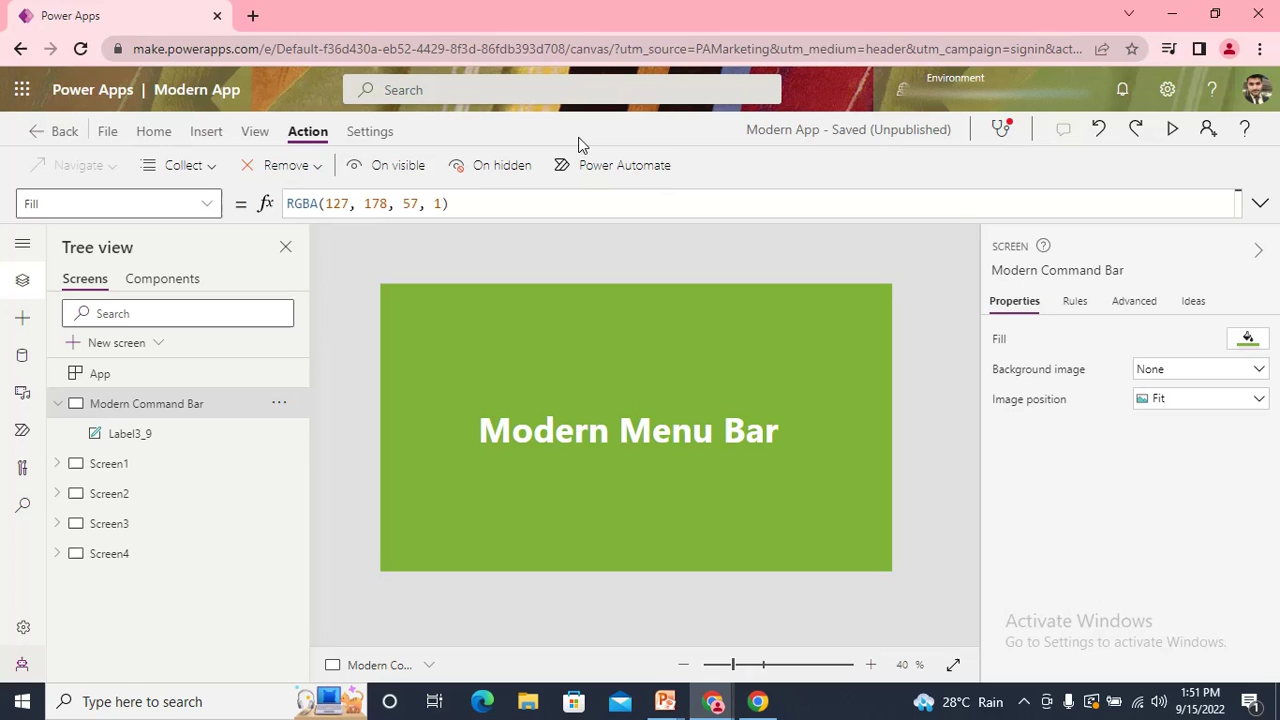 Power Apps
make.powerapps.com/e/Default-f36d430a-eb52-4429-8f3d-86fdb393d708/canvas/?utm_source=PAMarketing&utm_medium=header&utm_campaign=signin&act...
Power Apps | Modern App
Search
Environment
Back File Home Insert View Action Settings
Modern App - Saved (Unpublished)
Navigate Collect Remove On visible On hidden Power Automate
Fill = fx RGBA(127, 178, 57, 1)
Tree view
Screens Components
Search
New screen
App
Modern Command Bar
Label3_9
Screen1
Screen2
Screen3
Screen4
Modern Menu Bar
SCREEN
Modern Command Bar
Properties Rules Advanced Ideas
Fill
Background image None
Image position Fit
Activate Windows
Go to Settings to activate Windows.
Modern Co... 40 %
Type here to search
28°C Rain
1:51 PM
9/15/2022
1